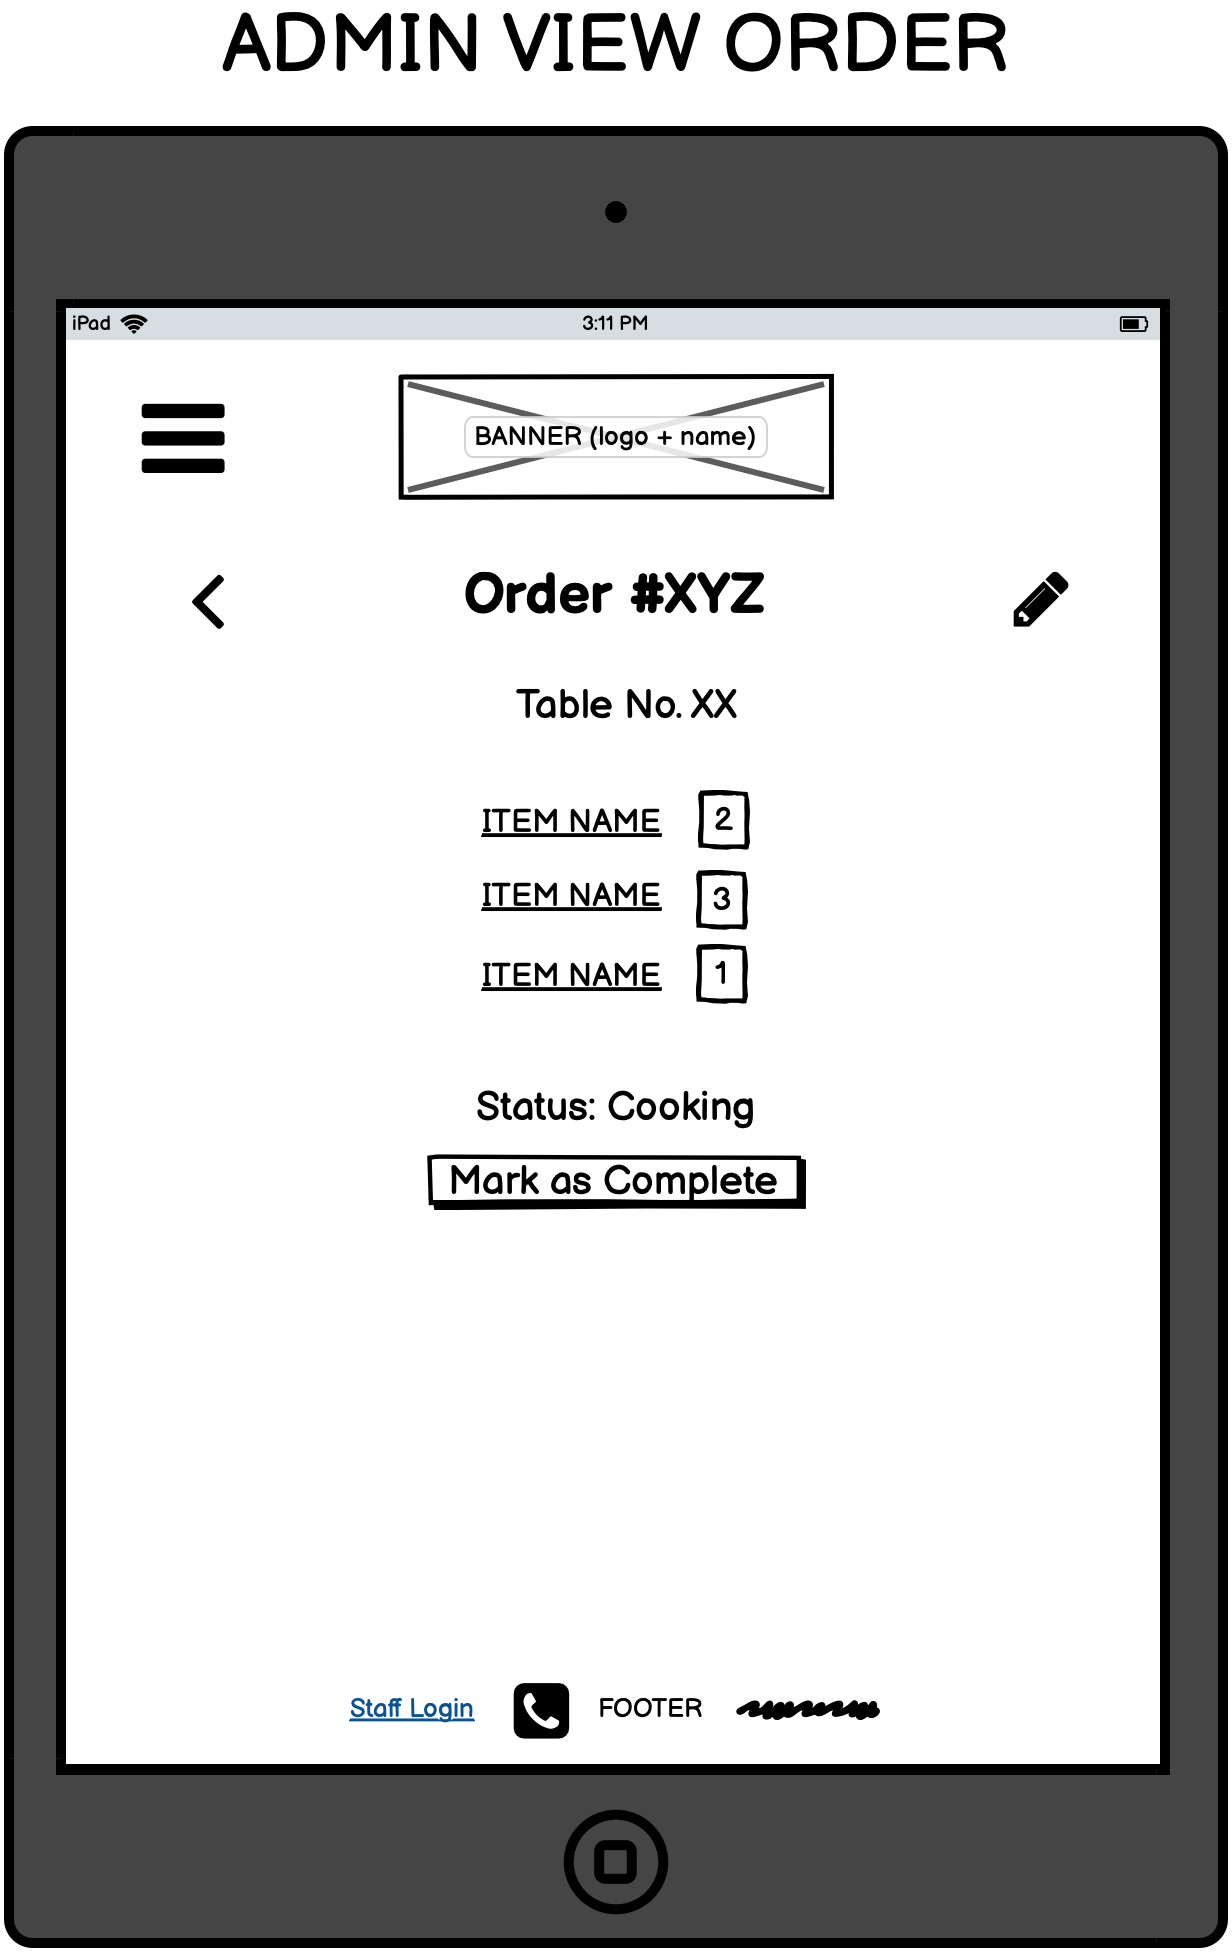 ADMIN VIEW ORDER
iPad 3:11 PM
BANNER (logo + name)
Order #XYZ
Table No. XX
ITEM NAME 2
ITEM NAME 3
ITEM NAME 1
Status: Cooking
Mark as Complete
Staff Login FOOTER